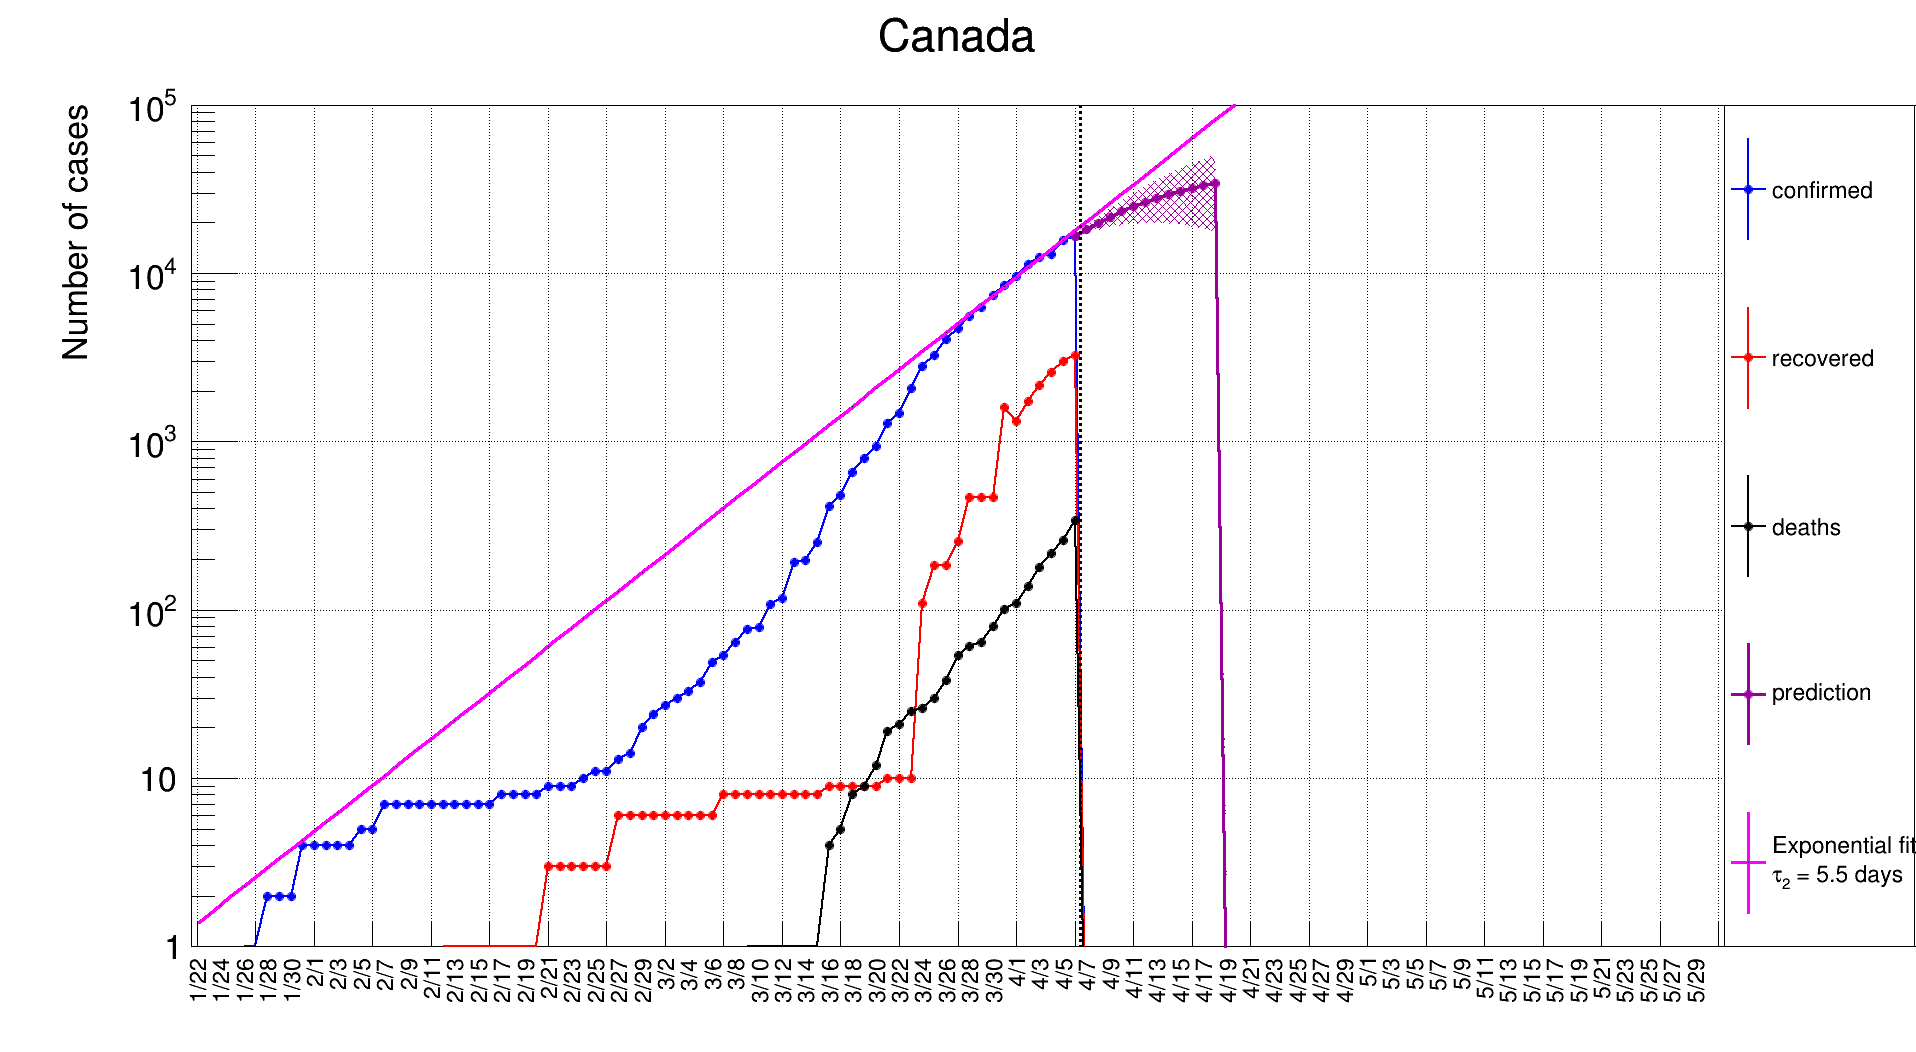 Canada
Number of cases
10^5
10^4
10^3
10^2
10
1
1/22 1/24 1/26 1/28 1/30 2/1 2/3 2/5 2/7 2/9 2/11 2/13 2/15 2/17 2/19 2/21 2/23 2/25 2/27 2/29 3/2 3/4 3/6 3/8 3/10 3/12 3/14 3/16 3/18 3/20 3/22 3/24 3/26 3/28 3/30 4/1 4/3 4/5 4/7 4/9 4/11 4/13 4/15 4/17 4/19 4/21 4/23 4/25 4/27 4/29 5/1 5/3 5/5 5/7 5/9 5/11 5/13 5/15 5/17 5/19 5/21 5/23 5/25 5/27 5/29
confirmed
recovered
deaths
prediction
Exponential fit
τ₂ = 5.5 days